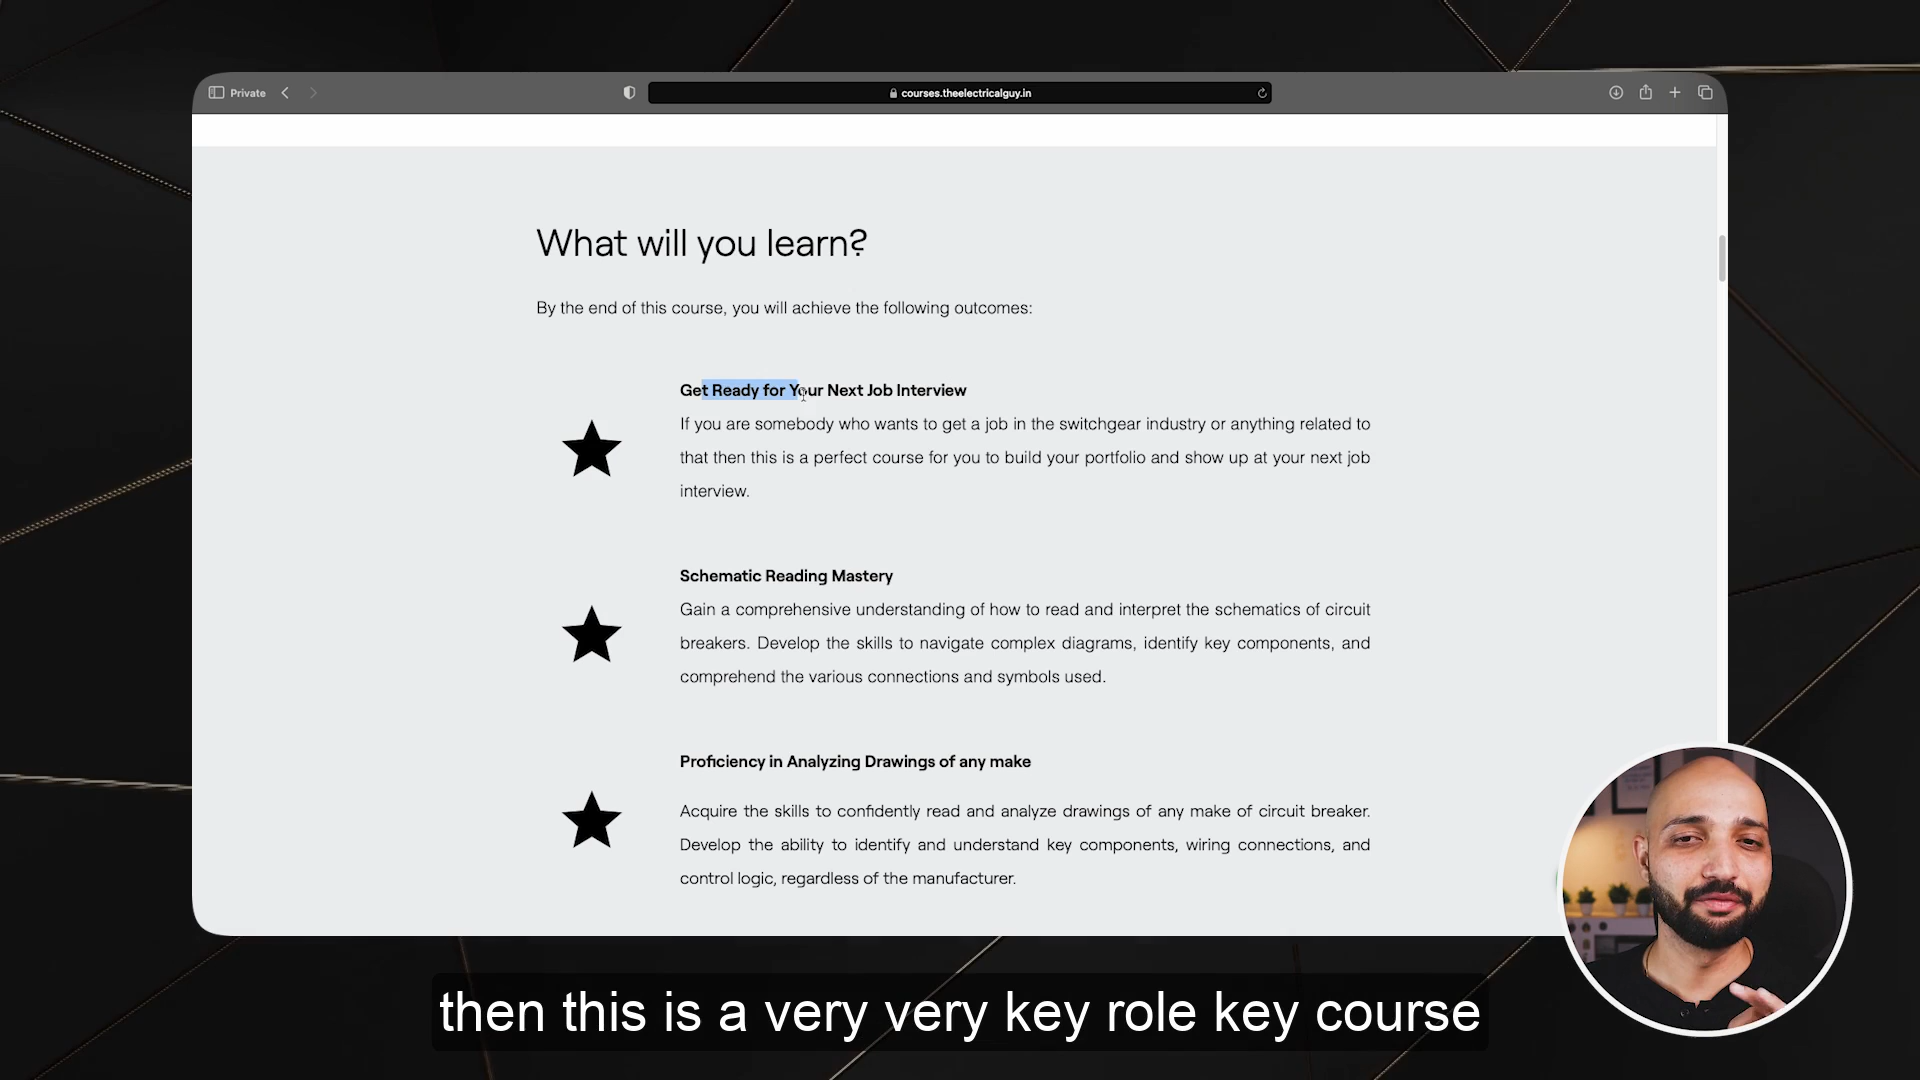 Private
courses.theelectricalguy.in
What will you learn?
By the end of this course, you will achieve the following outcomes:
Get Ready for Your Next Job Interview
If you are somebody who wants to get a job in the switchgear industry or anything related to
that then this is a perfect course for you to build your portfolio and show up at your next job
interview.
Schematic Reading Mastery
Gain a comprehensive understanding of how to read and interpret the schematics of circuit
breakers. Develop the skills to navigate complex diagrams, identify key components, and
comprehend the various connections and symbols used.
Proficiency in Analyzing Drawings of any make
Acquire the skills to confidently read and analyze drawings of any make of circuit breaker.
Develop the ability to identify and understand key components, wiring connections, and
control logic, regardless of the manufacturer.
then this is a very very key role key course